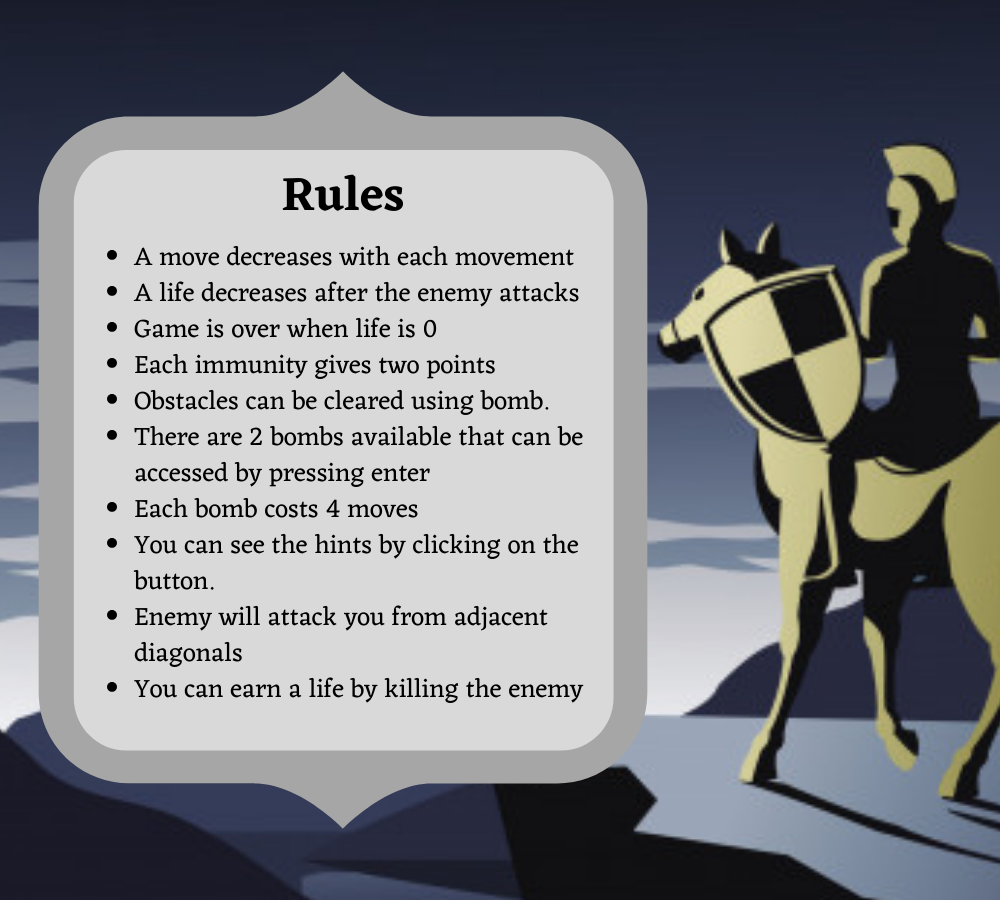 Rules
• A move decreases with each movement
• A life decreases after the enemy attacks
• Game is over when life is 0
• Each immunity gives two points
• Obstacles can be cleared using bomb.
• There are 2 bombs available that can be
accessed by pressing enter
• Each bomb costs 4 moves
• You can see the hints by clicking on the
button.
• Enemy will attack you from adjacent
diagonals
• You can earn a life by killing the enemy